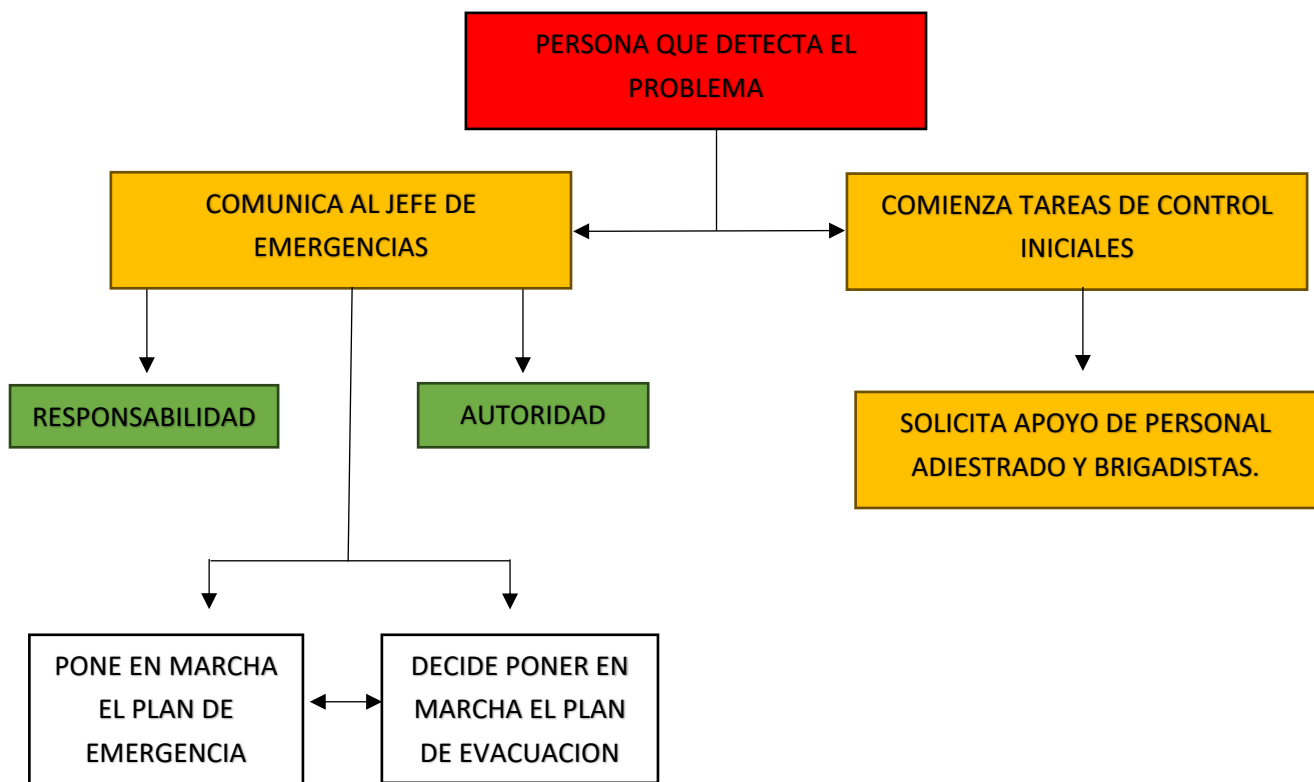 PERSONA QUE DETECTA EL
PROBLEMA
COMUNICA AL JEFE DE
EMERGENCIAS
COMIENZA TAREAS DE CONTROL
INICIALES
RESPONSABILIDAD
AUTORIDAD
SOLICITA APOYO DE PERSONAL
ADIESTRADO Y BRIGADISTAS.
PONE EN MARCHA
EL PLAN DE
EMERGENCIA
DECIDE PONER EN
MARCHA EL PLAN
DE EVACUACION